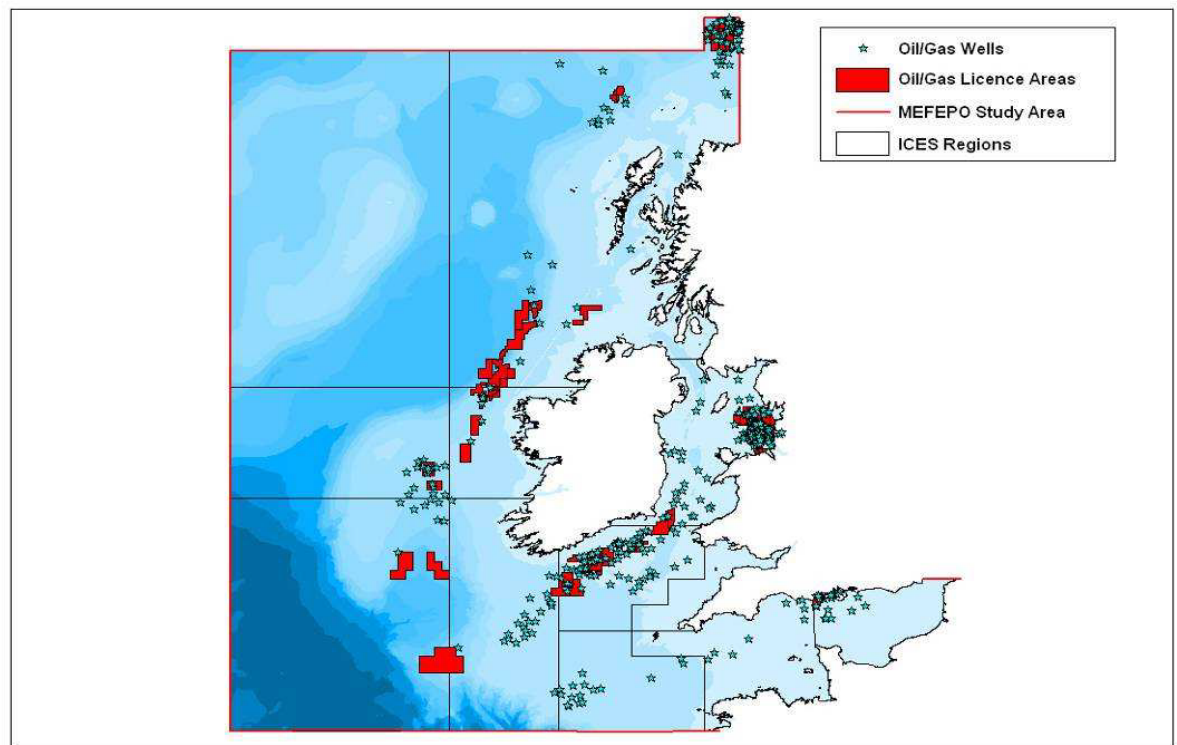 Oil/Gas Wells
Oil/Gas Licence Areas
MEFEPO Study Area
ICES Regions